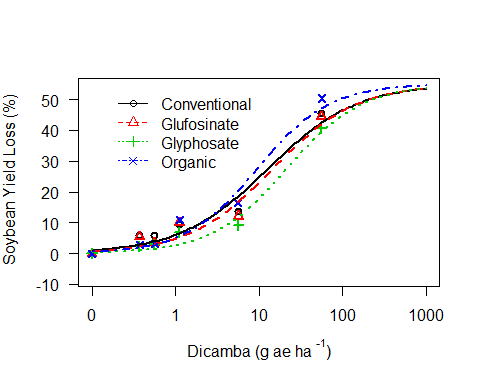 Soybean Yield Loss (%)
50
40
30
20
10
0
-10
Conventional
Glufosinate
Glyphosate
Organic
0 1 10 100 1000
Dicamba (g ae ha⁻¹)